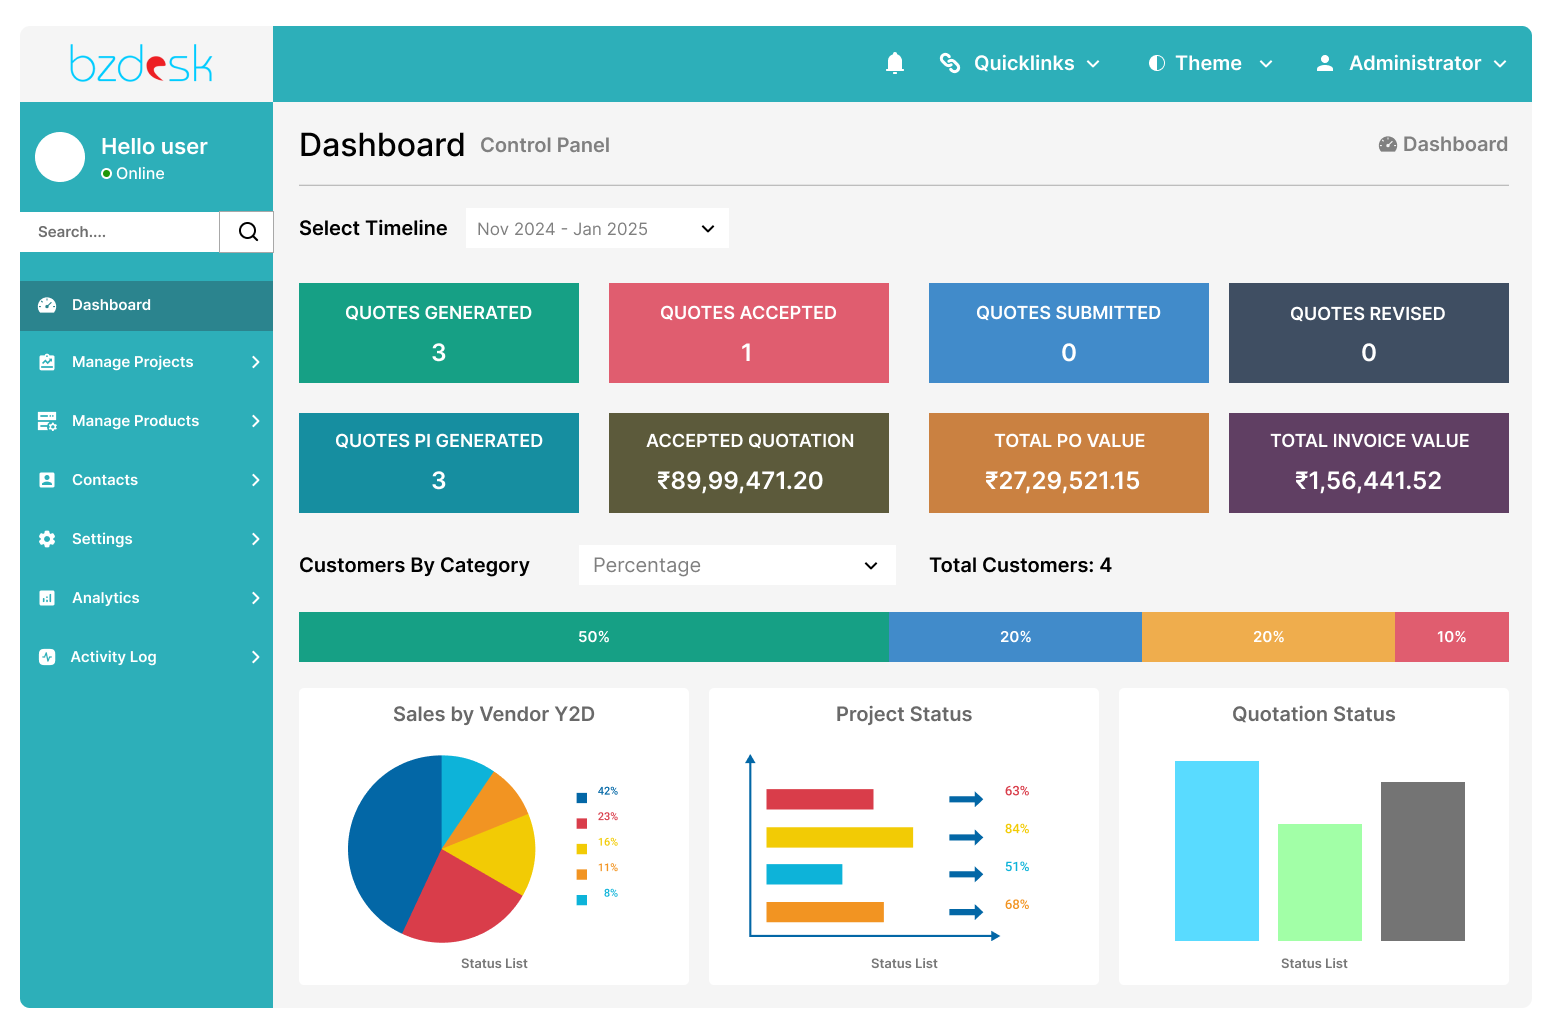 bzdesk
Quicklinks
Theme
Administrator
Hello user
Online
Search....
Dashboard
Manage Projects
Manage Products
Contacts
Settings
Analytics
Activity Log
Dashboard Control Panel
Dashboard
Select Timeline
Nov 2024 - Jan 2025
QUOTES GENERATED
3
QUOTES ACCEPTED
1
QUOTES SUBMITTED
0
QUOTES REVISED
0
QUOTES PI GENERATED
3
ACCEPTED QUOTATION
₹89,99,471.20
TOTAL PO VALUE
₹27,29,521.15
TOTAL INVOICE VALUE
₹1,56,441.52
Customers By Category
Percentage
Total Customers: 4
50%
20%
20%
10%
Sales by Vendor Y2D
42%
23%
16%
11%
8%
Status List
Project Status
63%
84%
51%
68%
Status List
Quotation Status
Status List